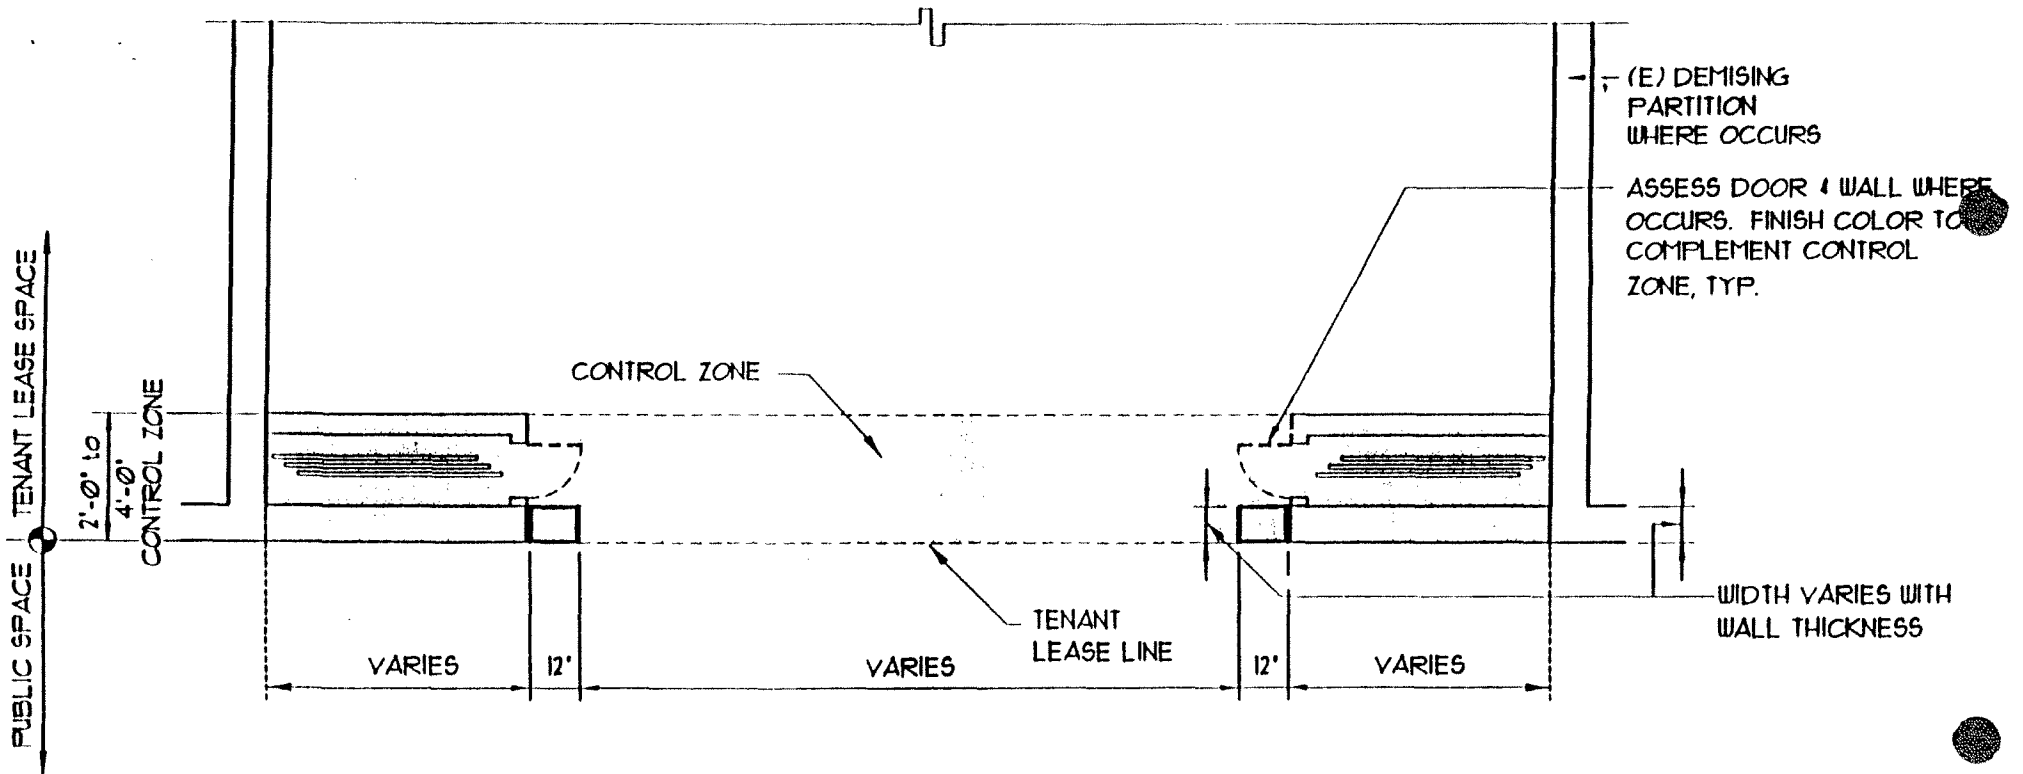 (E) DEMISING
PARTITION
WHERE OCCURS
ASSESS DOOR & WALL WHERE
OCCURS. FINISH COLOR TO
COMPLEMENT CONTROL
ZONE, TYP.
CONTROL ZONE
TENANT LEASE SPACE
PUBLIC SPACE
2'-0" to
4'-0"
CONTROL ZONE
TENANT
LEASE LINE
WIDTH VARIES WITH
WALL THICKNESS
VARIES
12"
VARIES
12"
VARIES